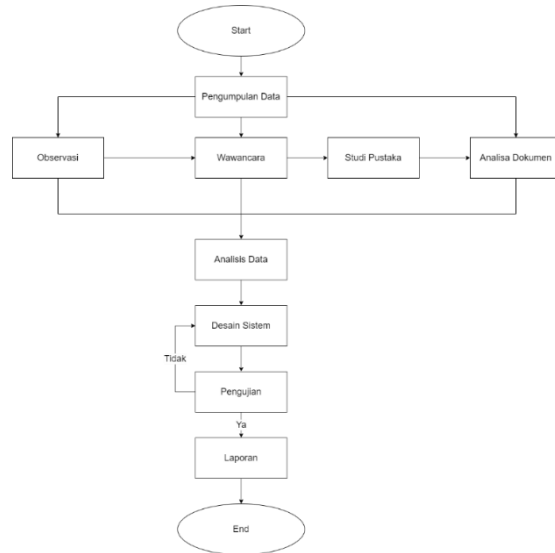 Start
Pengumpulan Data
Observasi
Wawancara
Studi Pustaka
Analisa Dokumen
Analisis Data
Desain Sistem
Tidak
Pengujian
Ya
Laporan
End